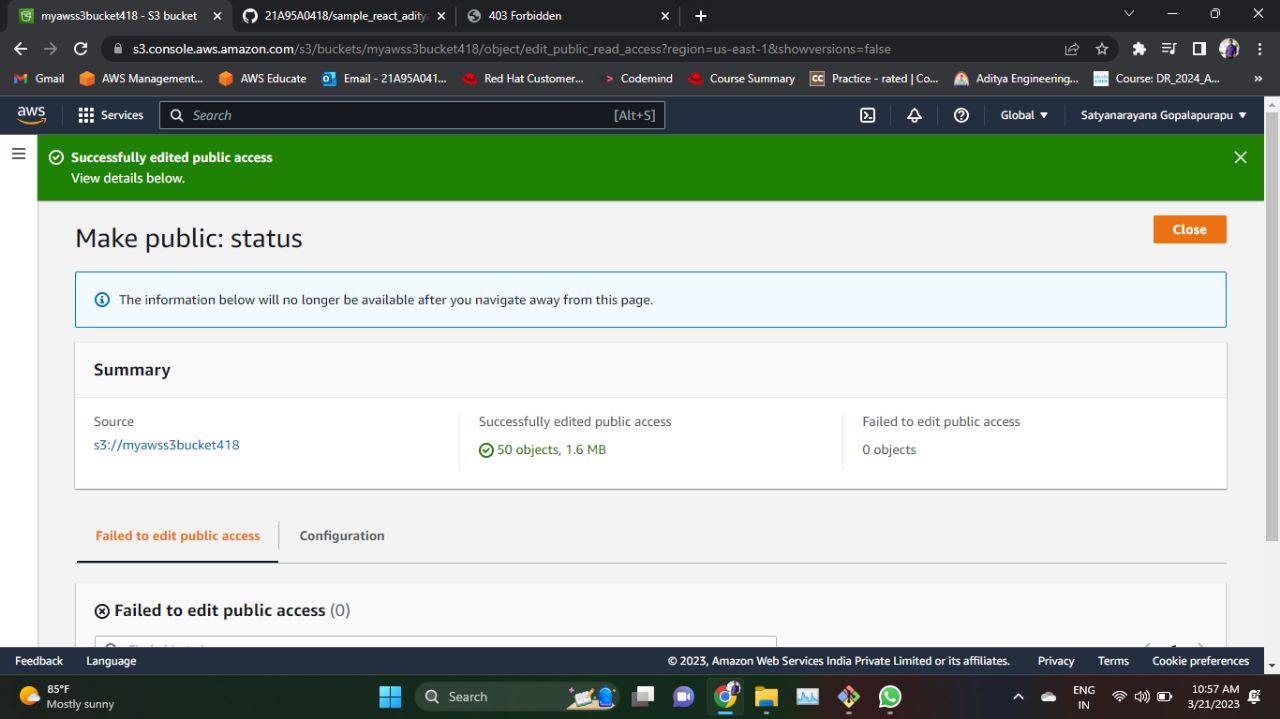 myawss3bucket418 - S3 bucket
21A95A0418/sample_react_adity
403 Forbidden
s3.console.aws.amazon.com/s3/buckets/myawss3bucket418/object/edit_public_read_access?region=us-east-1&showversions=false
Gmail
AWS Management...
AWS Educate
Email - 21A95A041...
Red Hat Customer...
Codemind
Course Summary
CC
Practice - rated | Co...
Aditya Engineering...
Course: DR_2024_A...
aws
Services
Search
[Alt+S]
Global
Satyanarayana Gopalapurapu
Successfully edited public access
View details below.
Make public: status
Close
The information below will no longer be available after you navigate away from this page.
Summary
Source
s3://myawss3bucket418
Successfully edited public access
50 objects, 1.6 MB
Failed to edit public access
0 objects
Failed to edit public access
Configuration
Failed to edit public access (0)
Feedback
Language
© 2023, Amazon Web Services India Private Limited or its affiliates.
Privacy
Terms
Cookie preferences
85°F
Mostly sunny
Search
ENG
IN
10:57 AM
3/21/2023